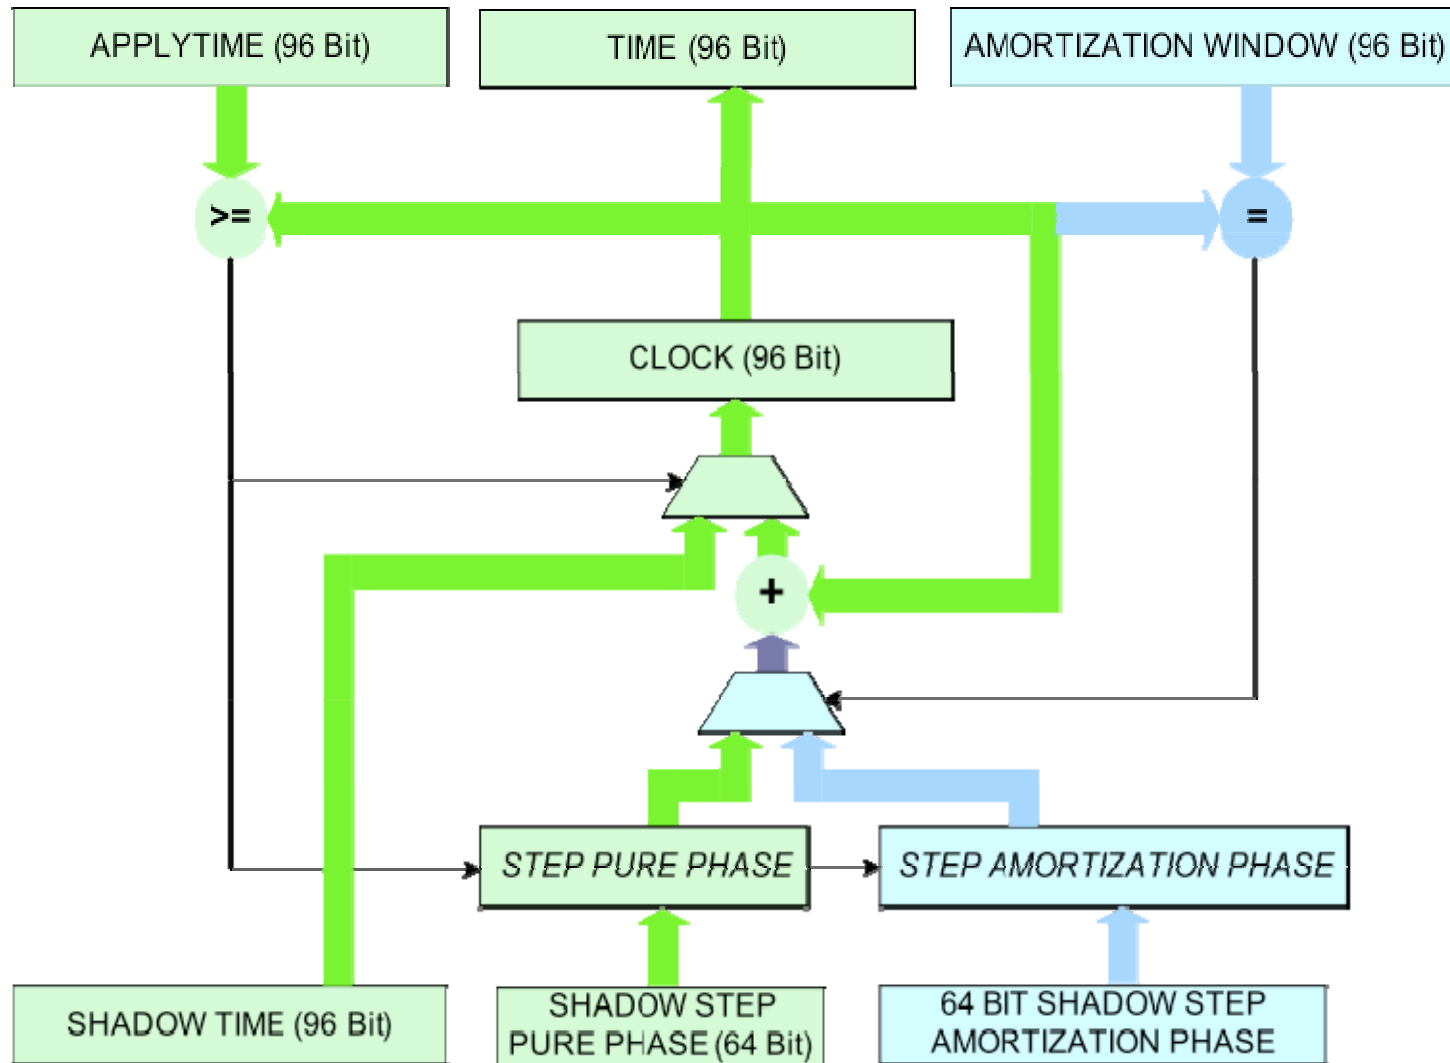 APPLYTIME (96 Bit)
TIME (96 Bit)
AMORTIZATION WINDOW (96 Bit)
>=
=
CLOCK (96 Bit)
+
STEP PURE PHASE
STEP AMORTIZATION PHASE
SHADOW TIME (96 Bit)
SHADOW STEP
PURE PHASE (64 Bit)
64 BIT SHADOW STEP
AMORTIZATION PHASE